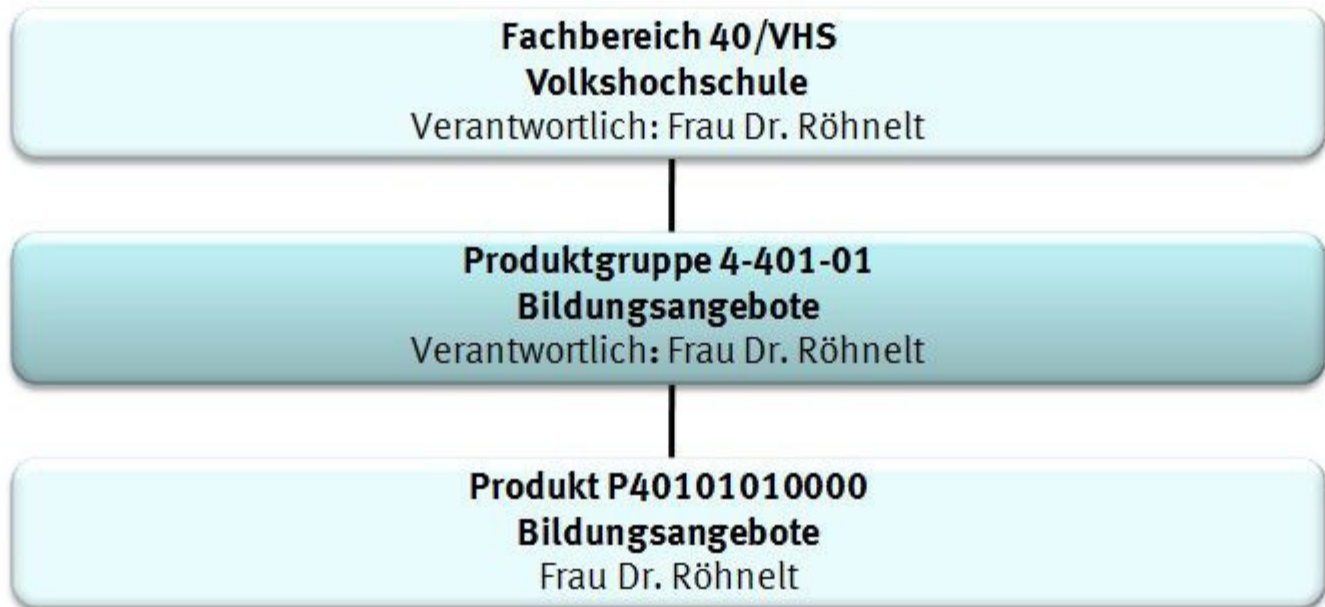 Fachbereich 40/VHS
Volkshochschule
Verantwortlich: Frau Dr. Röhnelt
Produktgruppe 4-401-01
Bildungsangebote
Verantwortlich: Frau Dr. Röhnelt
Produkt P40101010000
Bildungsangebote
Frau Dr. Röhnelt